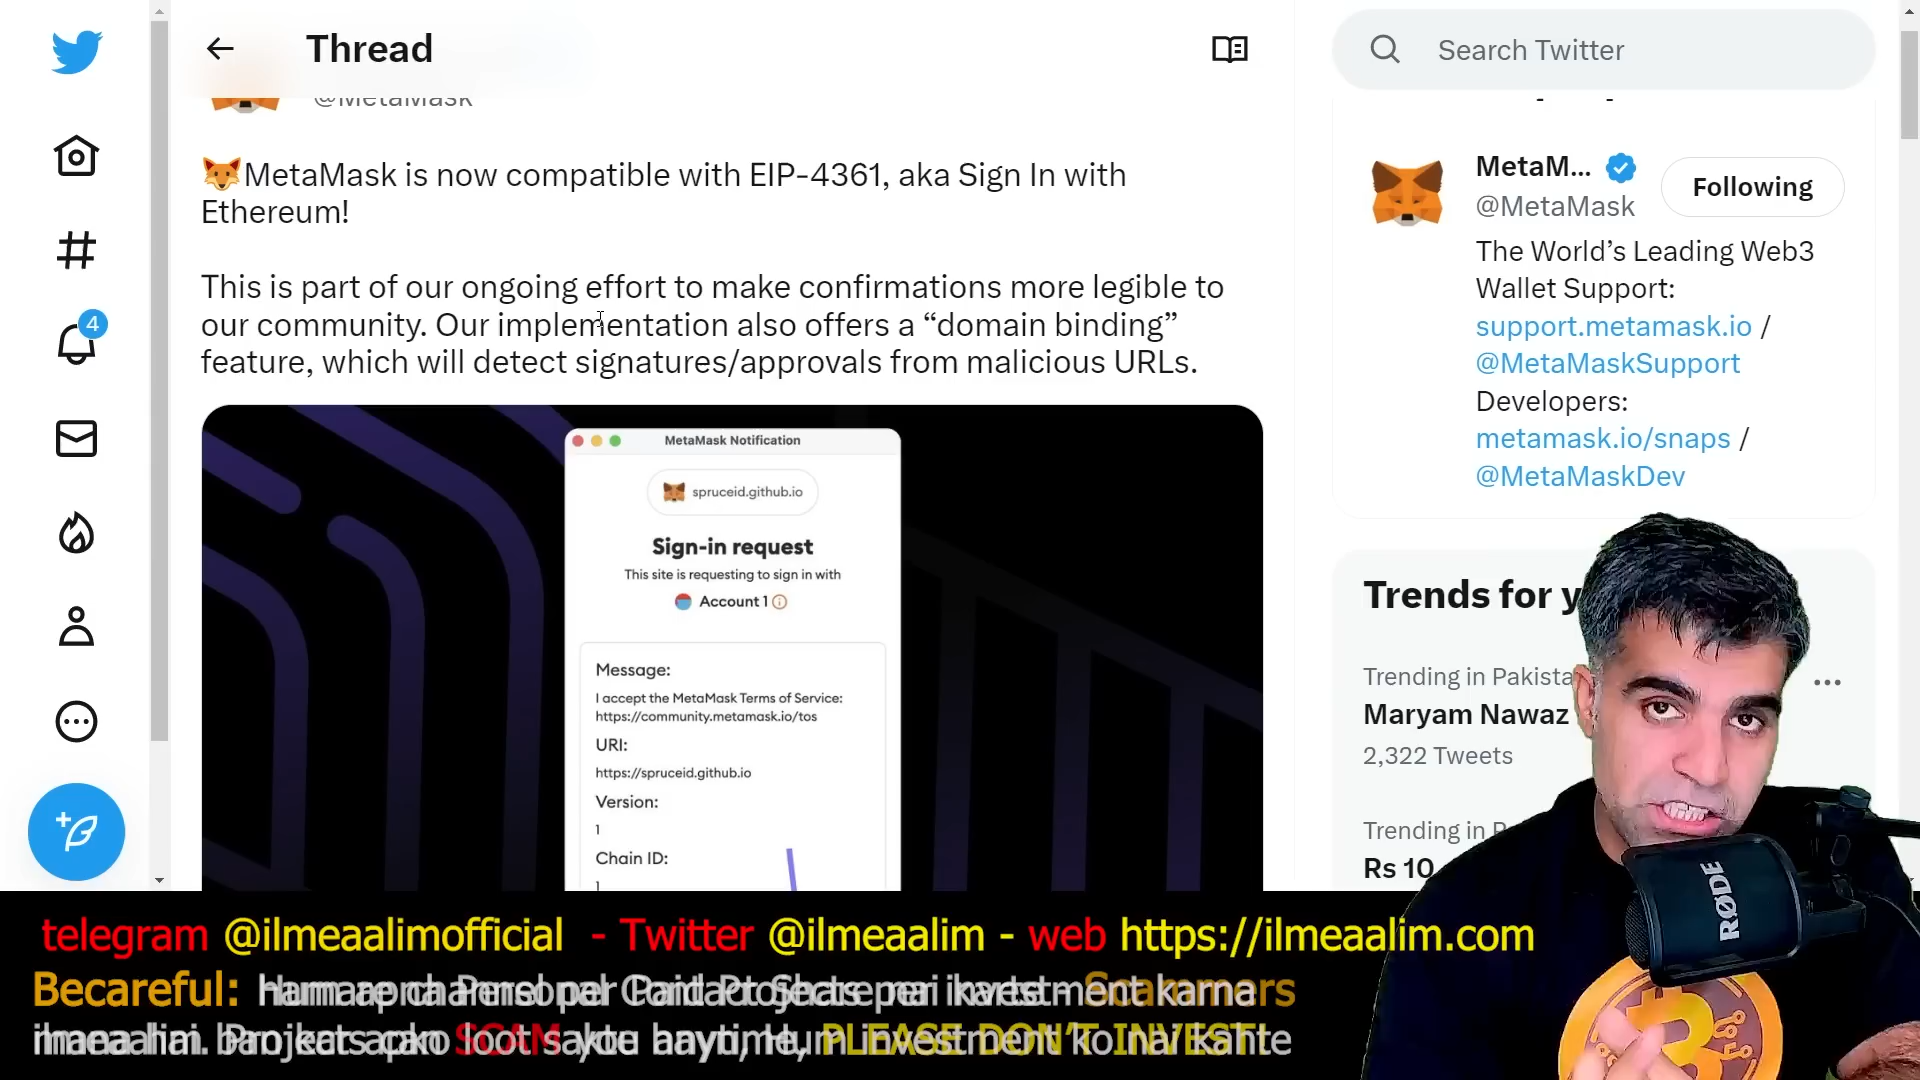 Thread
@MetaMask
MetaMask is now compatible with EIP-4361, aka Sign In with
Ethereum!
This is part of our ongoing effort to make confirmations more legible to
our community. Our implementation also offers a “domain binding”
feature, which will detect signatures/approvals from malicious URLs.
MetaMask Notification
spruceid.github.io
Sign-in request
This site is requesting to sign in with
Account 1
Message:
I accept the MetaMask Terms of Service:
https://community.metamask.io/tos
URI:
https://spruceid.github.io
Version:
1
Chain ID:
1
4
Search Twitter
MetaM...
Following
@MetaMask
The World’s Leading Web3
Wallet Support:
support.metamask.io /
@MetaMaskSupport
Developers:
metamask.io/snaps /
@MetaMaskDev
Trends for y
Trending in Pakista
Maryam Nawaz
2,322 Tweets
Trending in P
Rs 10
RØDE
telegram @ilmeaalimofficial - Twitter @ilmeaalim - web https://ilmeaalim.com
Becareful:
Scammers
SCAM
PLEASE DON'T INVEST!